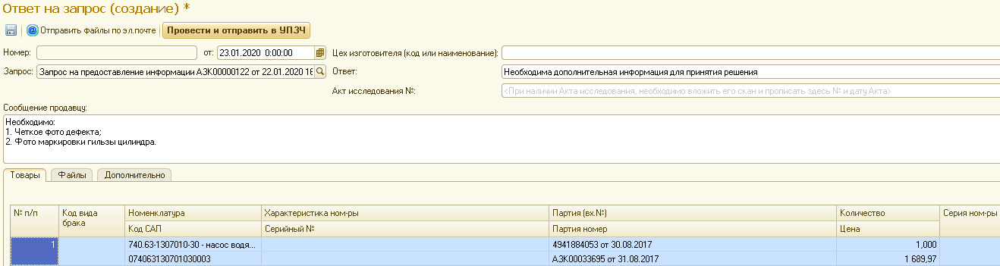 Ответ на запрос (создание) *
Отправить файлы по эл.почте Провести и отправить в УПЗЧ
Номер: от: 23.01.2020 0:00:00 Цех изготовителя (код или наименование):
Запрос: Запрос на предоставление информации АЗК00000122 от 22.01.2020 16 Ответ: Необходима дополнительная информация для принятия решения
Акт исследования №: <При наличии Акта исследования, необходимо вложить его скан и прописать здесь № и дату Акта>
Сообщение продавцу:
Необходимо:
1. Четкое фото дефекта;
2. Фото маркировки гильзы цилиндра.
Товары Файлы Дополнительно
№ п/п Код вида брака Номенклатура Характеристика ном-ры Партия (вх.№) Количество Серия ном-ры
Код САП Серийный № Партия номер Цена
1 740.63-1307010-30 - насос водя... 4941884053 от 30.08.2017 1,000
074063130701030003 АЗК00033695 от 31.08.2017 1 689,97